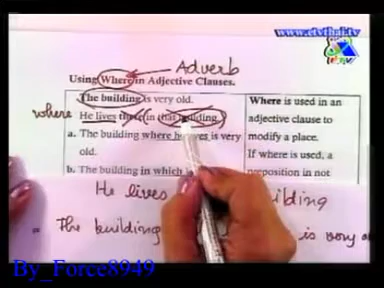 www.etvthai.tv
Adverb
Using Where in Adjective Clauses.
The building is very old.
where He lives there in that building.
a. The building where he lives is very
old.
b. The building in which
Where is used in an
adjective clause to
modify a place.
If where is used, a
preposition in not
He lives building
The building is very
By_Force8949